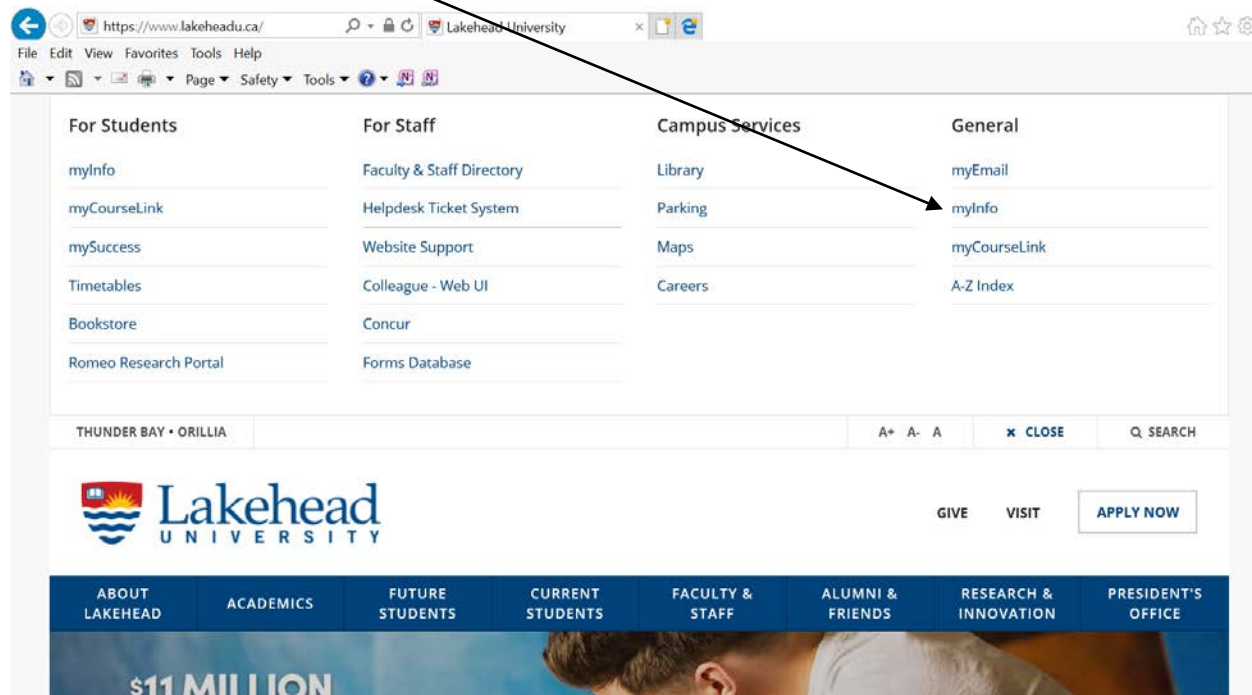 https://www.lakeheadu.ca/
Lakehead University
File Edit View Favorites Tools Help
Page Safety Tools
For Students
myInfo
myCourseLink
mySuccess
Timetables
Bookstore
Romeo Research Portal
For Staff
Faculty & Staff Directory
Helpdesk Ticket System
Website Support
Colleague - Web UI
Concur
Forms Database
Campus Services
Library
Parking
Maps
Careers
General
myEmail
myInfo
myCourseLink
A-Z Index
THUNDER BAY • ORILLIA
A+ A- A
× CLOSE
SEARCH
Lakehead
UNIVERSITY
GIVE VISIT APPLY NOW
ABOUT LAKEHEAD
ACADEMICS
FUTURE STUDENTS
CURRENT STUDENTS
FACULTY & STAFF
ALUMNI & FRIENDS
RESEARCH & INNOVATION
PRESIDENT'S OFFICE
$11 MILLION